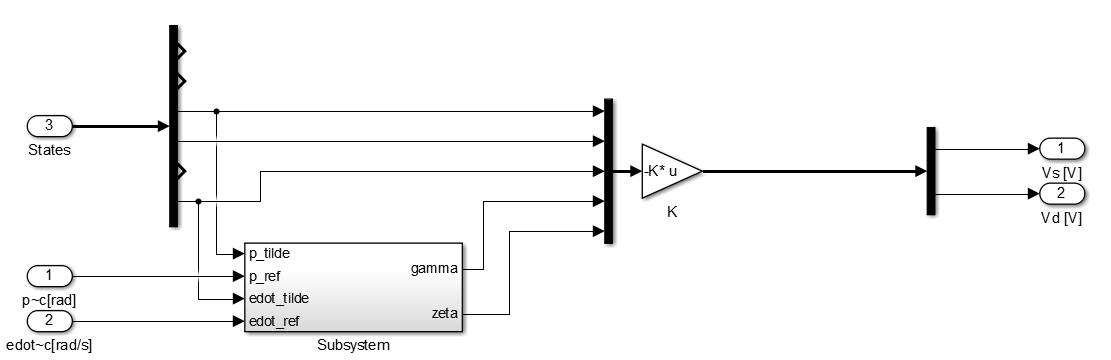 3
States
1
p~c[rad]
2
edot~c[rad/s]
p_tilde
p_ref
edot_tilde
edot_ref
gamma
zeta
Subsystem
-K* u
K
1
Vs [V]
2
Vd [V]